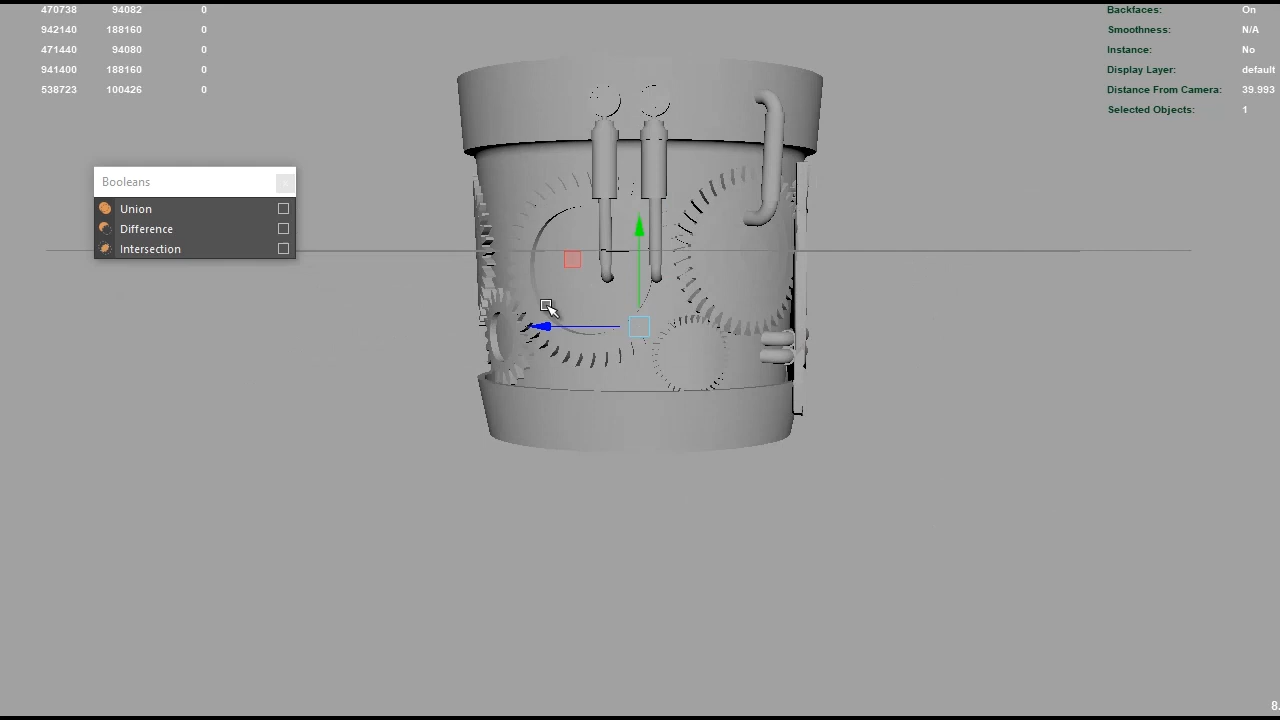 470738 94082 0
942140 188160 0
471440 94080 0
941400 188160 0
538723 100426 0
Backfaces: On
Smoothness: N/A
Instance: No
Display Layer: default
Distance From Camera: 39.993
Selected Objects: 1
Booleans
Union
Difference
Intersection
8.